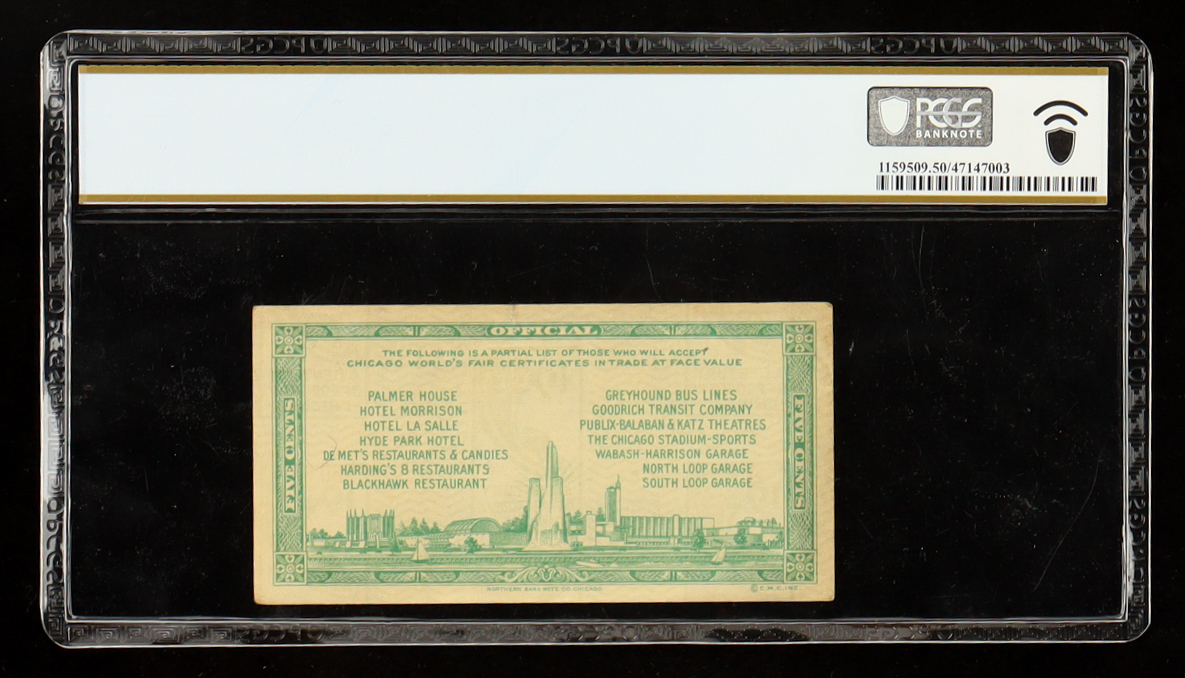 PCGS
BANKNOTE
1159509.50/47147003
OFFICIAL
THE FOLLOWING IS A PARTIAL LIST OF THOSE WHO WILL ACCEPT
CHICAGO WORLD'S FAIR CERTIFICATES IN TRADE AT FACE VALUE
PALMER HOUSE
HOTEL MORRISON
HOTEL LA SALLE
HYDE PARK HOTEL
DE MET'S RESTAURANTS & CANDIES
HARDING'S 8 RESTAURANTS
BLACKHAWK RESTAURANT
GREYHOUND BUS LINES
GOODRICH TRANSIT COMPANY
PUBLIX-BALABAN & KATZ THEATRES
THE CHICAGO STADIUM-SPORTS
WABASH-HARRISON GARAGE
NORTH LOOP GARAGE
SOUTH LOOP GARAGE
FIVE CENTS
FIVE CENTS
NORTHERN BANK NOTE CO. CHICAGO
© C.M.C. INC.